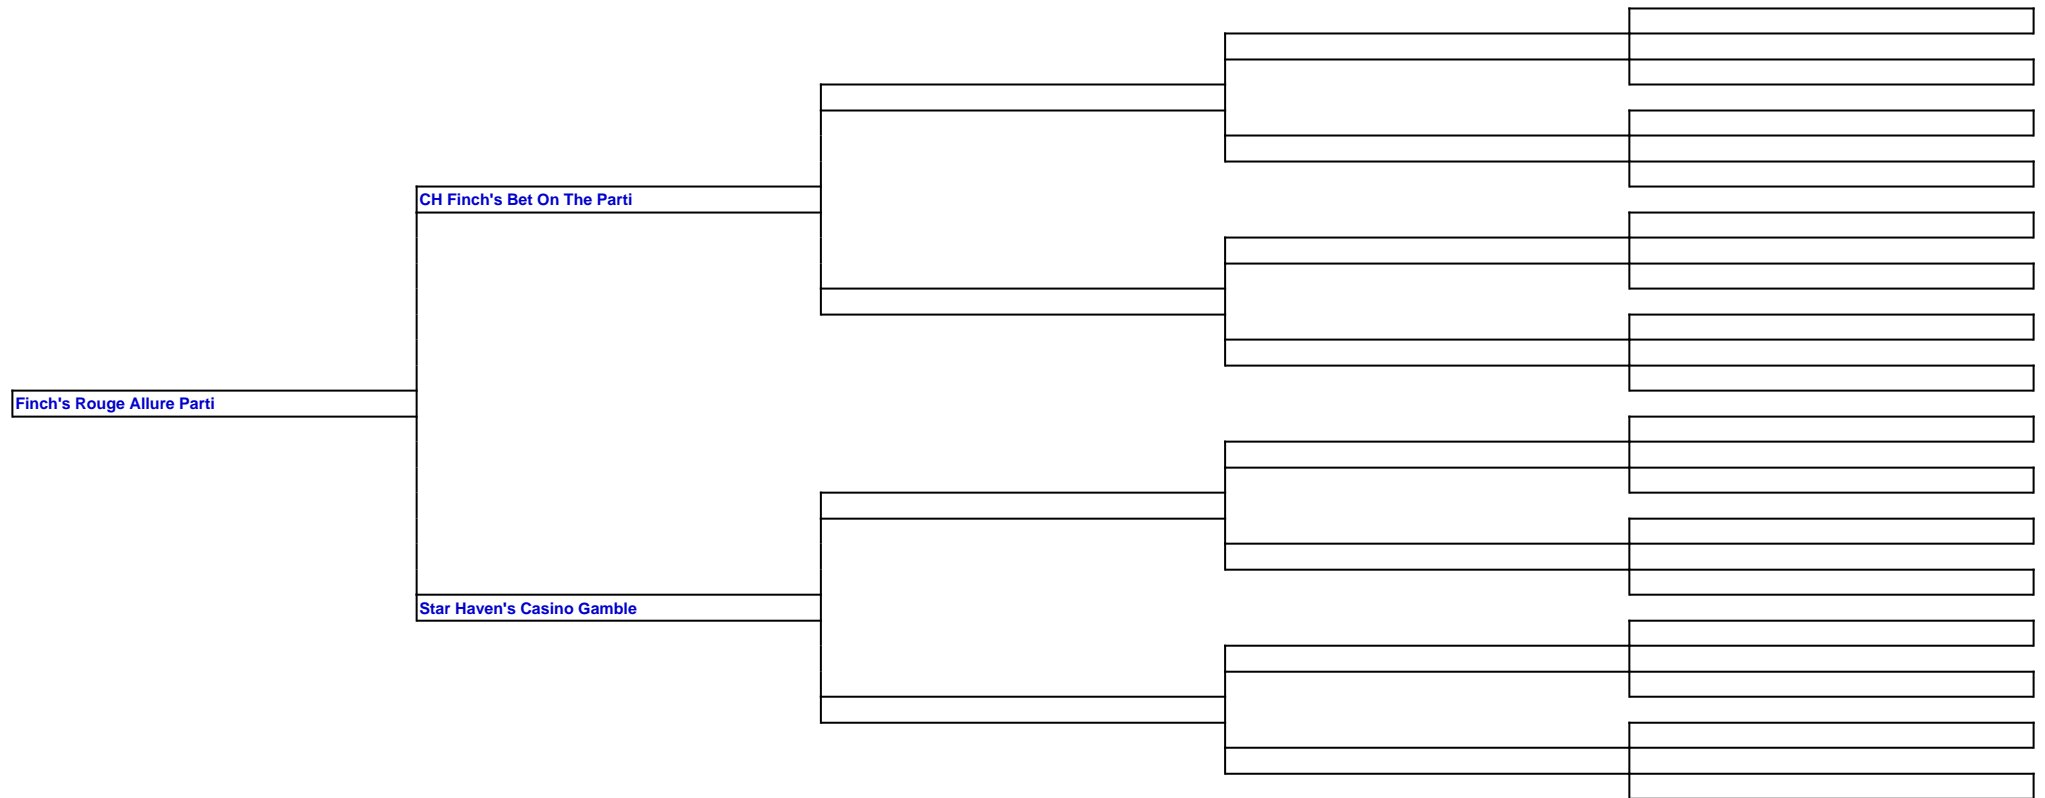 CH Finch's Bet On The Parti
Finch's Rouge Allure Parti
Star Haven's Casino Gamble